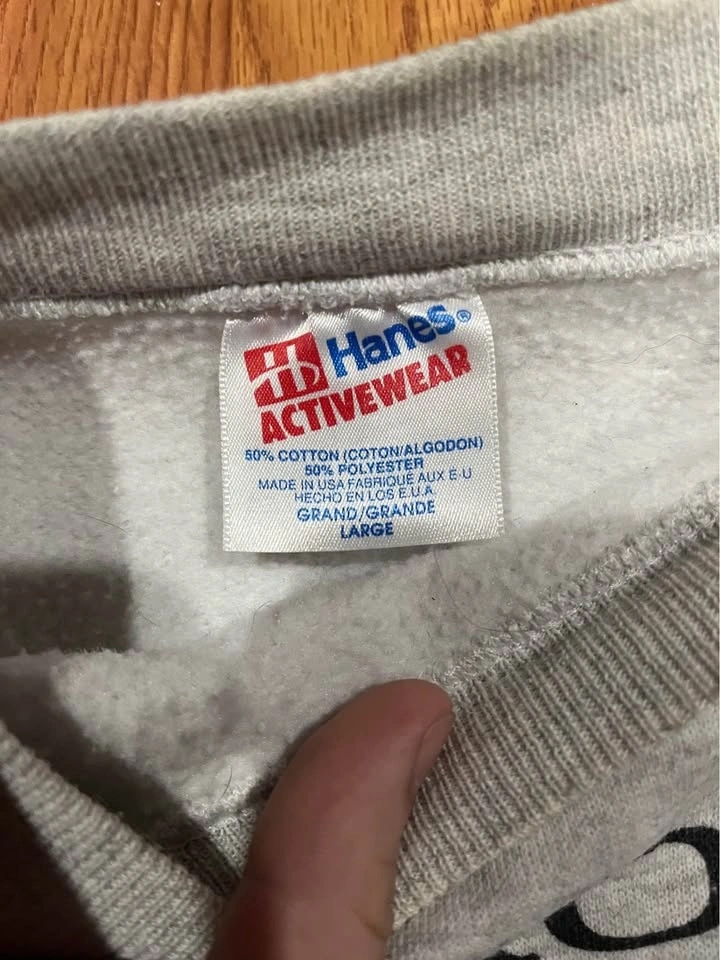 Hanes®
ACTIVEWEAR
50% COTTON (COTON/ALGODON)
50% POLYESTER
MADE IN USA FABRIQUÉ AUX E-U
HECHO EN LOS E.U.A.
GRAND/GRANDE
LARGE